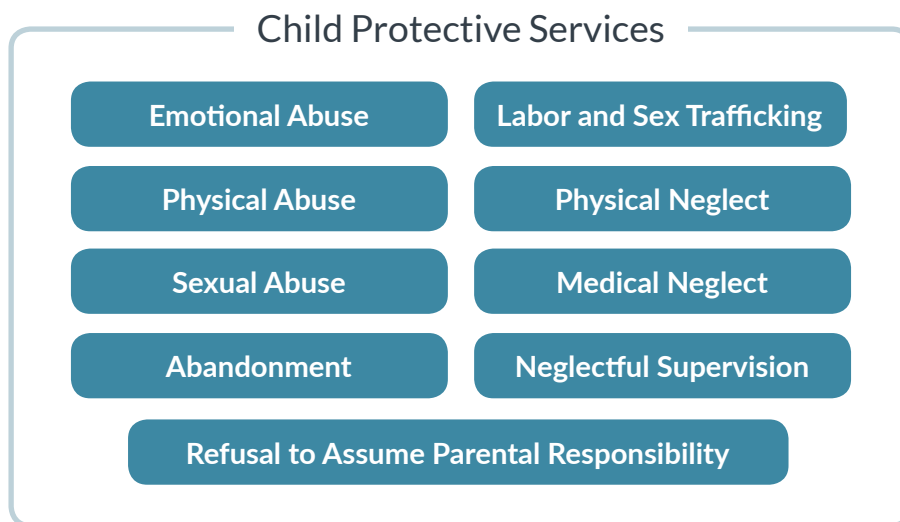 Child Protective Services
Emotional Abuse
Labor and Sex Trafficking
Physical Abuse
Physical Neglect
Sexual Abuse
Medical Neglect
Abandonment
Neglectful Supervision
Refusal to Assume Parental Responsibility